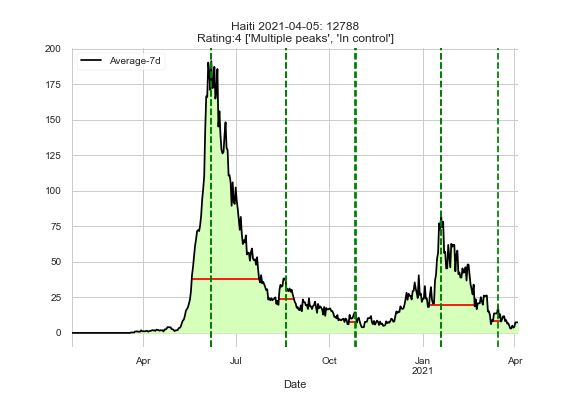 Haiti 2021-04-05: 12788
Rating:4 ['Multiple peaks', 'In control']
Average-7d
200
175
150
125
100
75
50
25
0
Apr
Jul
Oct
Jan
2021
Apr
Date